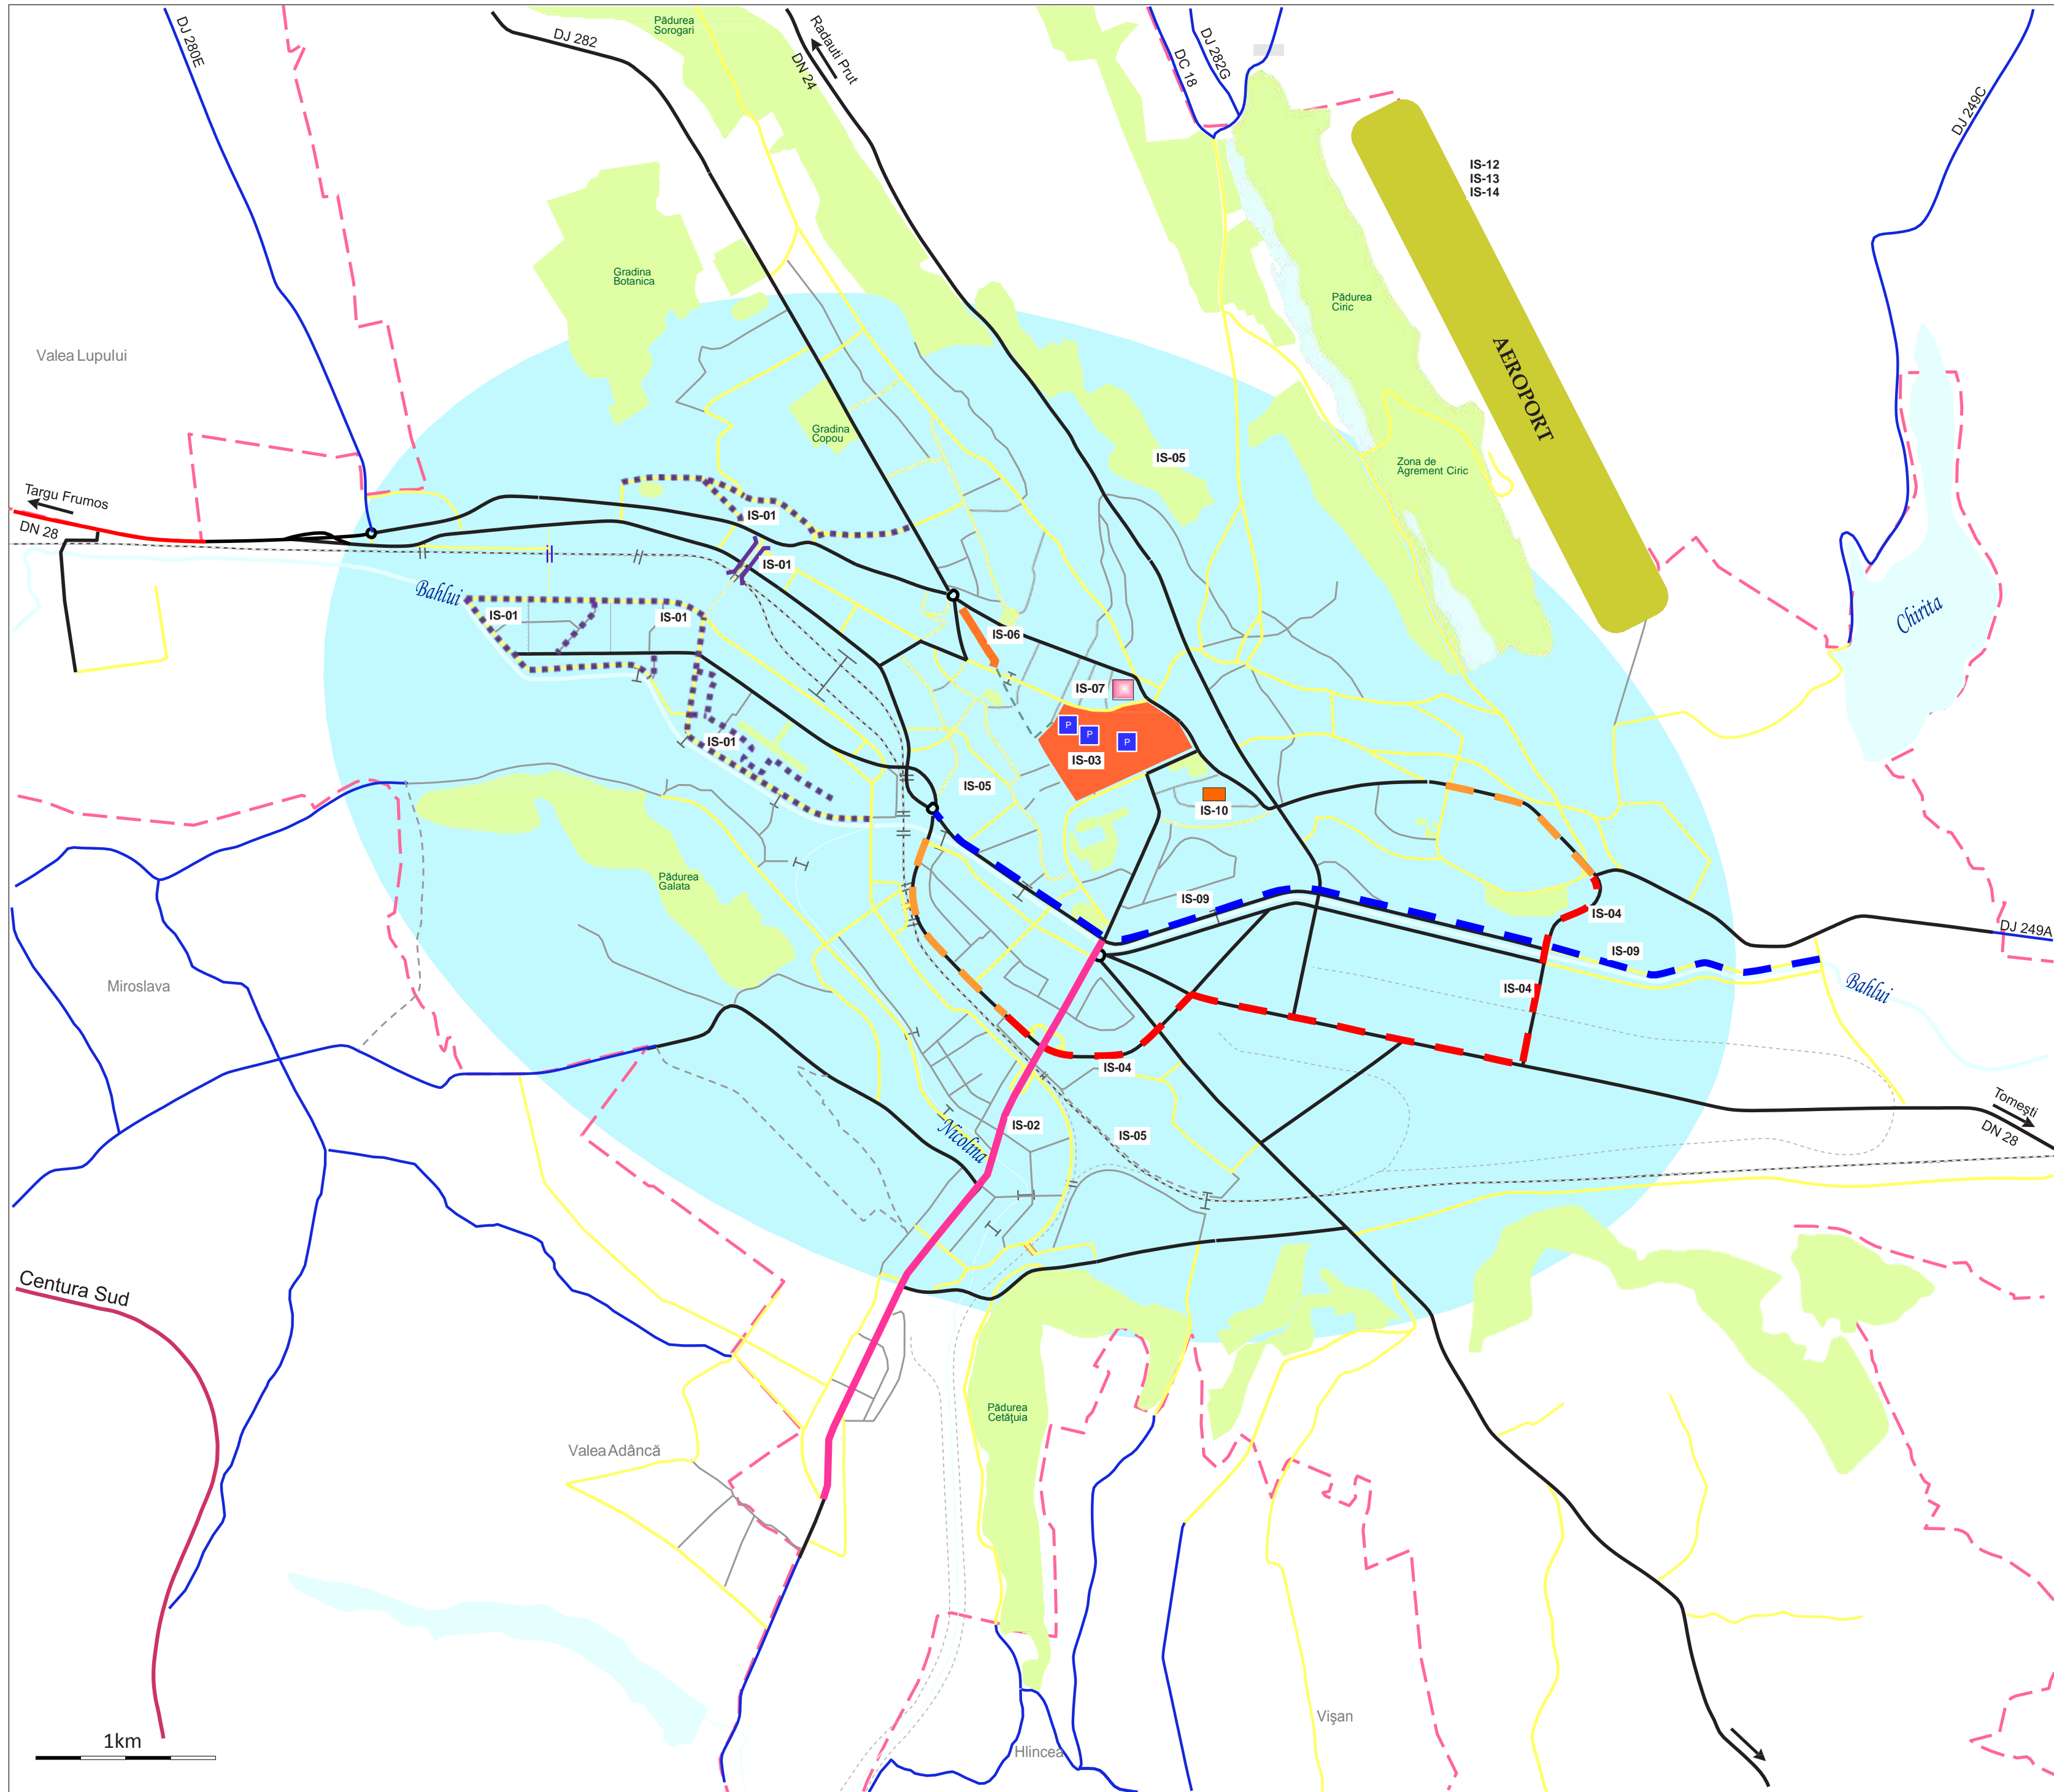 Pădurea
Sorogari
DJ 280E
DJ 282
DN 24
Radauti Prut
DC 18
DJ 282G
DJ 249C
IS-12
IS-13
IS-14
Gradina
Botanica
Pădurea
Ciric
Valea Lupului
AEROPORT
Gradina
Copou
IS-05
Zona de
Agrement Ciric
Targu Frumos
DN 28
IS-01
IS-01
Bahlui
IS-01
IS-01
IS-06
Chirita
IS-07
P
P
P
IS-01
IS-03
IS-05
IS-10
Pădurea
Galata
IS-09
IS-04
DJ 249A
IS-09
Miroslava
IS-04
Bahlui
IS-04
Tomeşti
DN 28
IS-02
IS-05
Nicolina
Centura Sud
Pădurea
Cetăţuia
Valea Adâncă
Vişan
1km
Hlincea